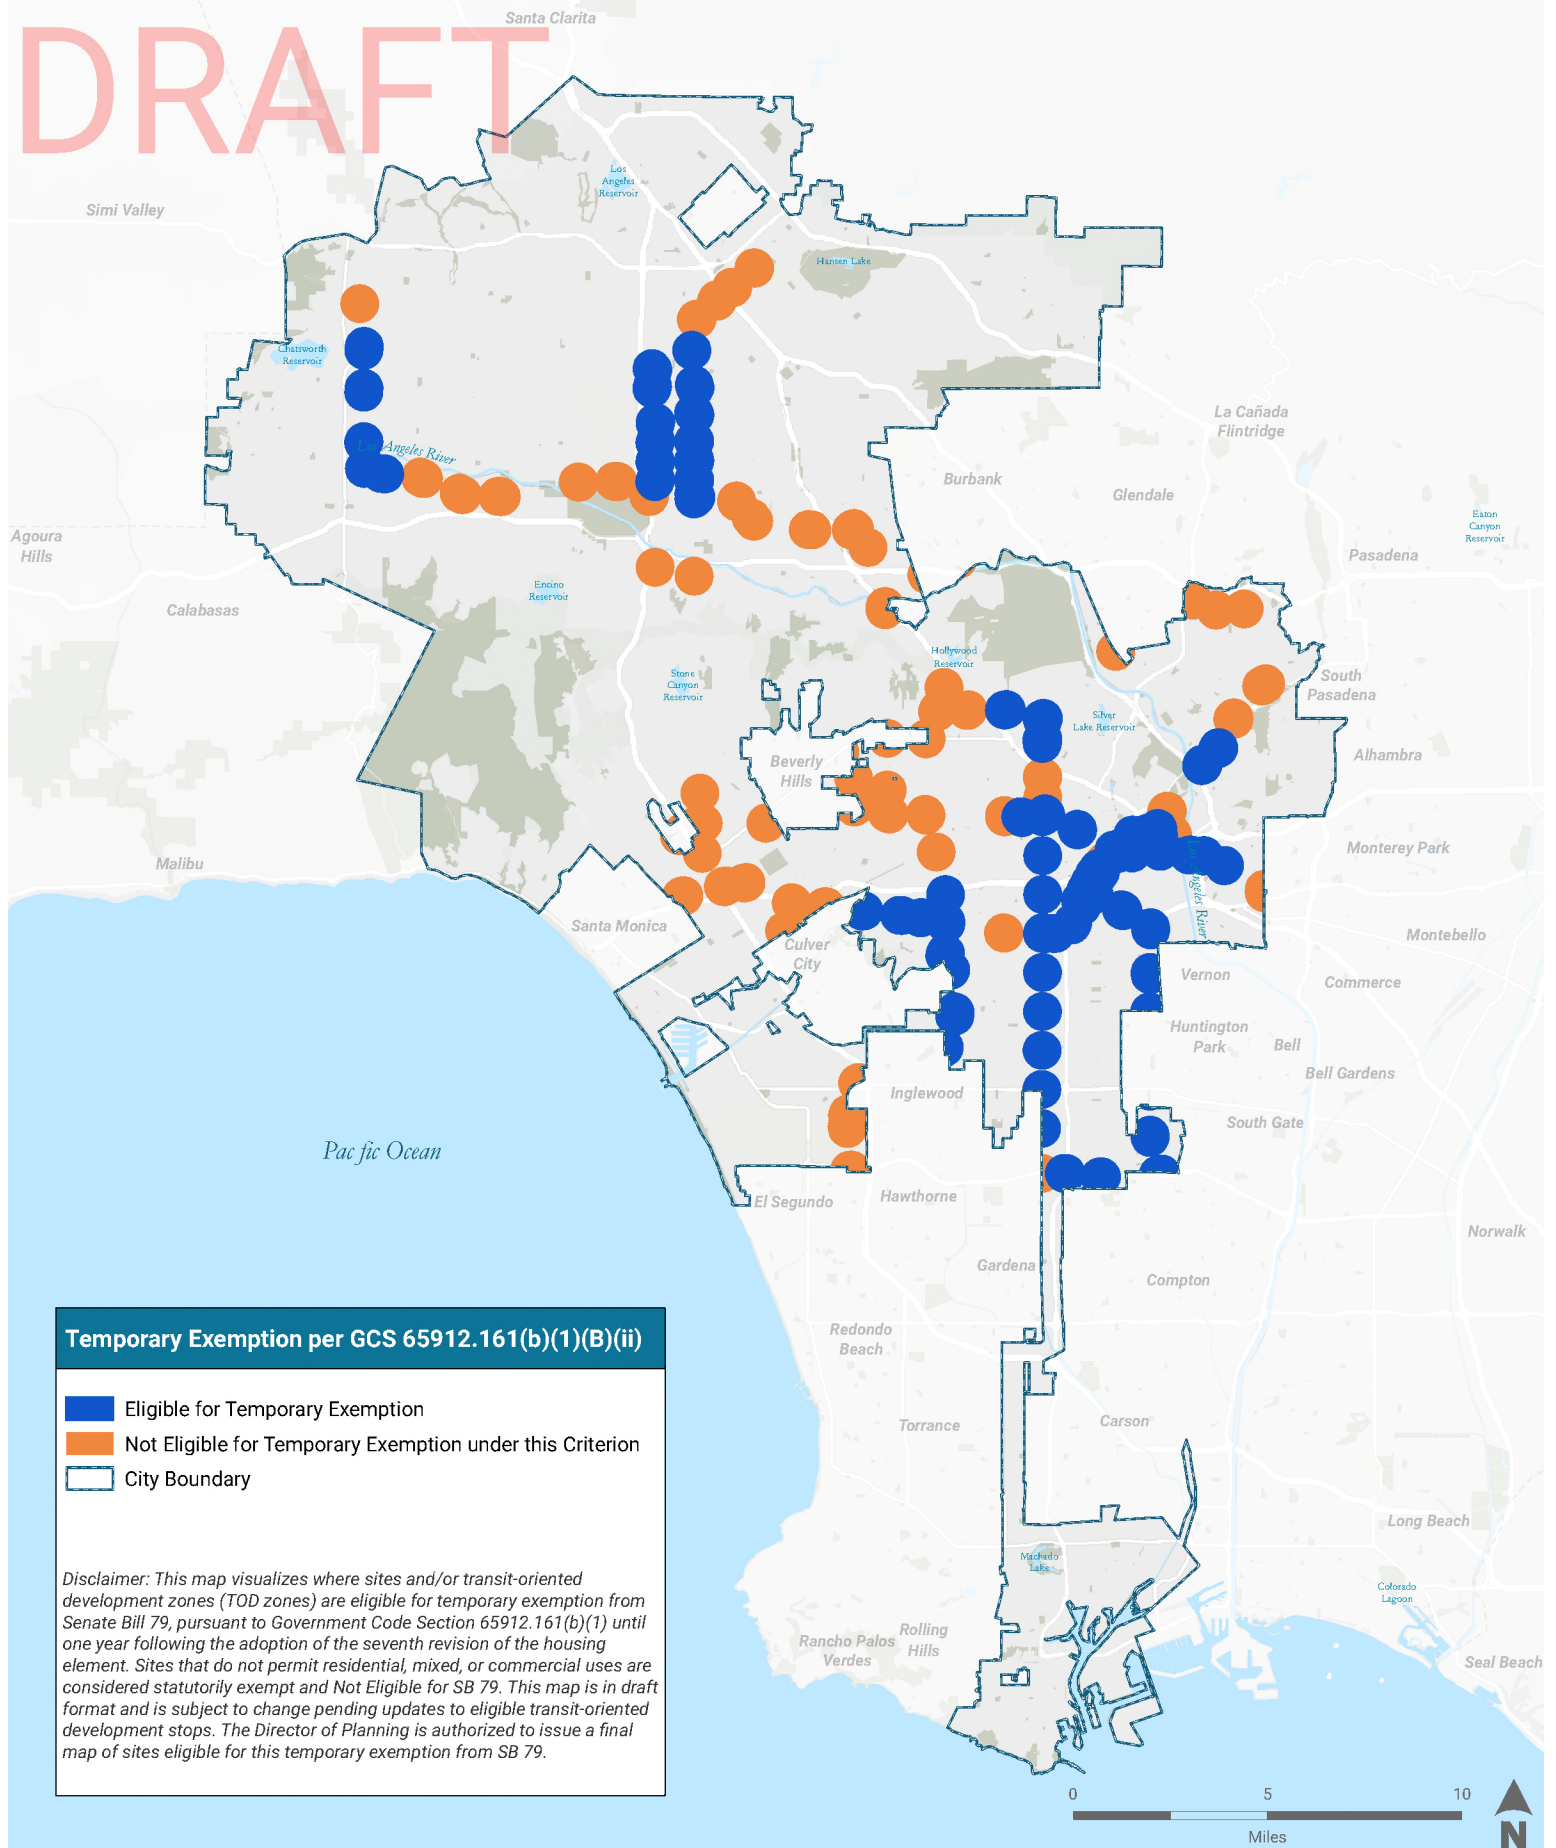 DRAFT
Santa Clarita
Simi Valley
Los
Angeles
Reservoir
Hansen Lake
Chatsworth
Reservoir
Los Angeles River
La Cañada
Flintridge
Burbank
Glendale
Eaton
Canyon
Reservoir
Pasadena
Agoura
Hills
Calabasas
Encino
Reservoir
Hollywood
Reservoir
Stone
Canyon
Reservoir
South
Pasadena
Silver
Lake Reservoir
Alhambra
Beverly
Hills
Malibu
Monterey Park
Los Angeles River
Santa Monica
Culver
City
Montebello
Vernon
Commerce
Huntington
Park
Bell
Bell Gardens
Inglewood
South Gate
Pac fic Ocean
El Segundo
Hawthorne
Norwalk
Gardena
Compton
Redondo
Beach
Torrance
Carson
Long Beach
Machado
Lake
Colorado
Lagoon
Rolling
Hills
Rancho Palos
Verdes
Seal Beach
Temporary Exemption per GCS 65912.161(b)(1)(B)(ii)
Eligible for Temporary Exemption
Not Eligible for Temporary Exemption under this Criterion
City Boundary
Disclaimer: This map visualizes where sites and/or transit-oriented
development zones (TOD zones) are eligible for temporary exemption from
Senate Bill 79, pursuant to Government Code Section 65912.161(b)(1) until
one year following the adoption of the seventh revision of the housing
element. Sites that do not permit residential, mixed, or commercial uses are
considered statutorily exempt and Not Eligible for SB 79. This map is in draft
format and is subject to change pending updates to eligible transit-oriented
development stops. The Director of Planning is authorized to issue a final
map of sites eligible for this temporary exemption from SB 79.
0 5 10
Miles
N